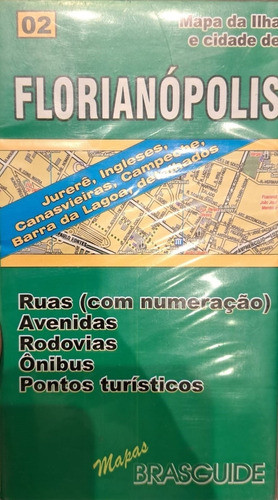 02
Mapa da Ilha
e cidade de
FLORIANÓPOLIS
Jurerê, Ingleses,
Canasvieiras, Campeche,
Barra da Lagoa, detalhados
Ruas (com numeração)
Avenidas
Rodovias
Ônibus
Pontos turísticos
Mapas
BRASGUIDE